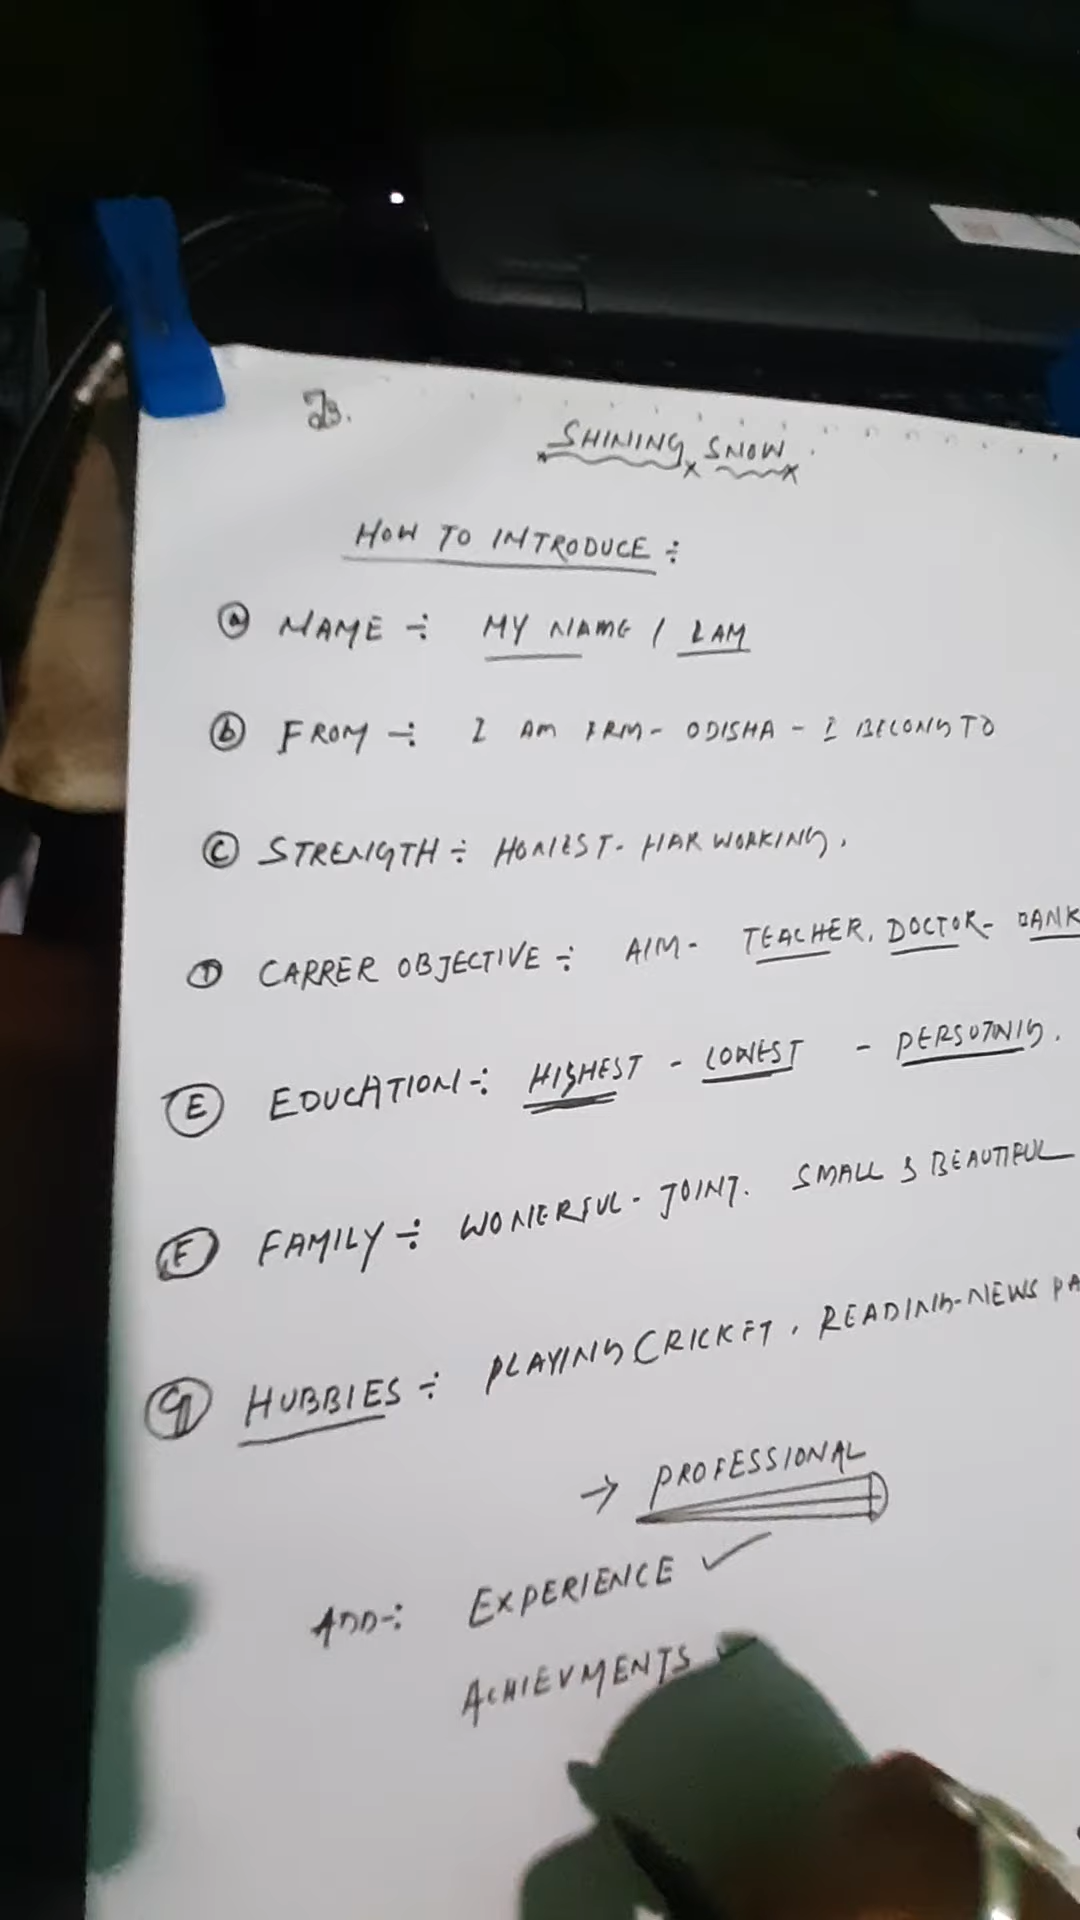 SHINING SNOW
HOW TO INTRODUCE ÷
(a) NAME ÷ MY NAME / I AM
(b) FROM ÷ I AM FRM - ODISHA - I BELONG TO
(C) STRENGTH ÷ HONEST - HAR WORKING.
(D) CARRER OBJECTIVE ÷ AIM - TEACHER, DOCTOR - BANK
(E) EDUCATION ÷ HIGHEST - LOWEST -
(F) FAMILY ÷ WONERFUL - JOINT. SMALL & BEAUTIFUL
(G) HUBBIES ÷ PLAYING CRICKET, READING - NEWS PA
→ PROFESSIONAL
ADD ÷ EXPERIENCE ✓
ACHIEVMENTS